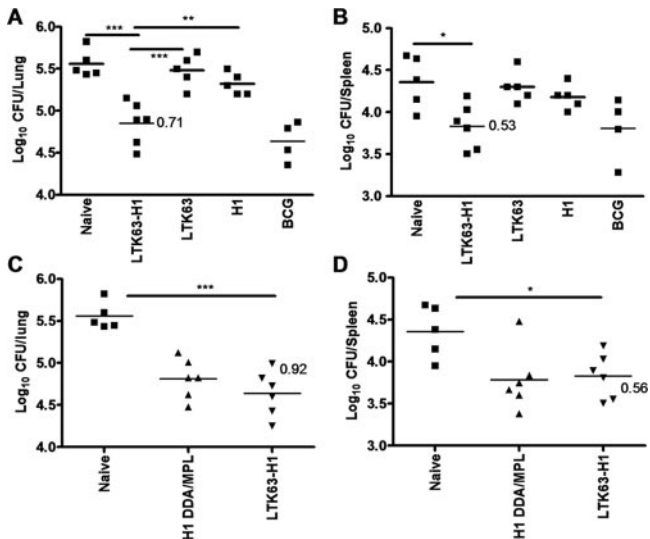 A
Log10 CFU/Lung
6.0
5.5
5.0
4.5
4.0
***
**
***
0.71
Naive
LTK63-H1
LTK63
H1
BCG
B
Log10 CFU/Spleen
5.0
4.5
4.0
3.5
3.0
*
0.53
Naive
LTK63-H1
LTK63
H1
BCG
C
Log10 CFU/lung
6.0
5.5
5.0
4.5
4.0
***
0.92
Naive
H1 DDA/MPL
LTK63-H1
D
Log10 CFU/Spleen
5.0
4.5
4.0
3.5
3.0
*
0.56
Naive
H1 DDA/MPL
LTK63-H1